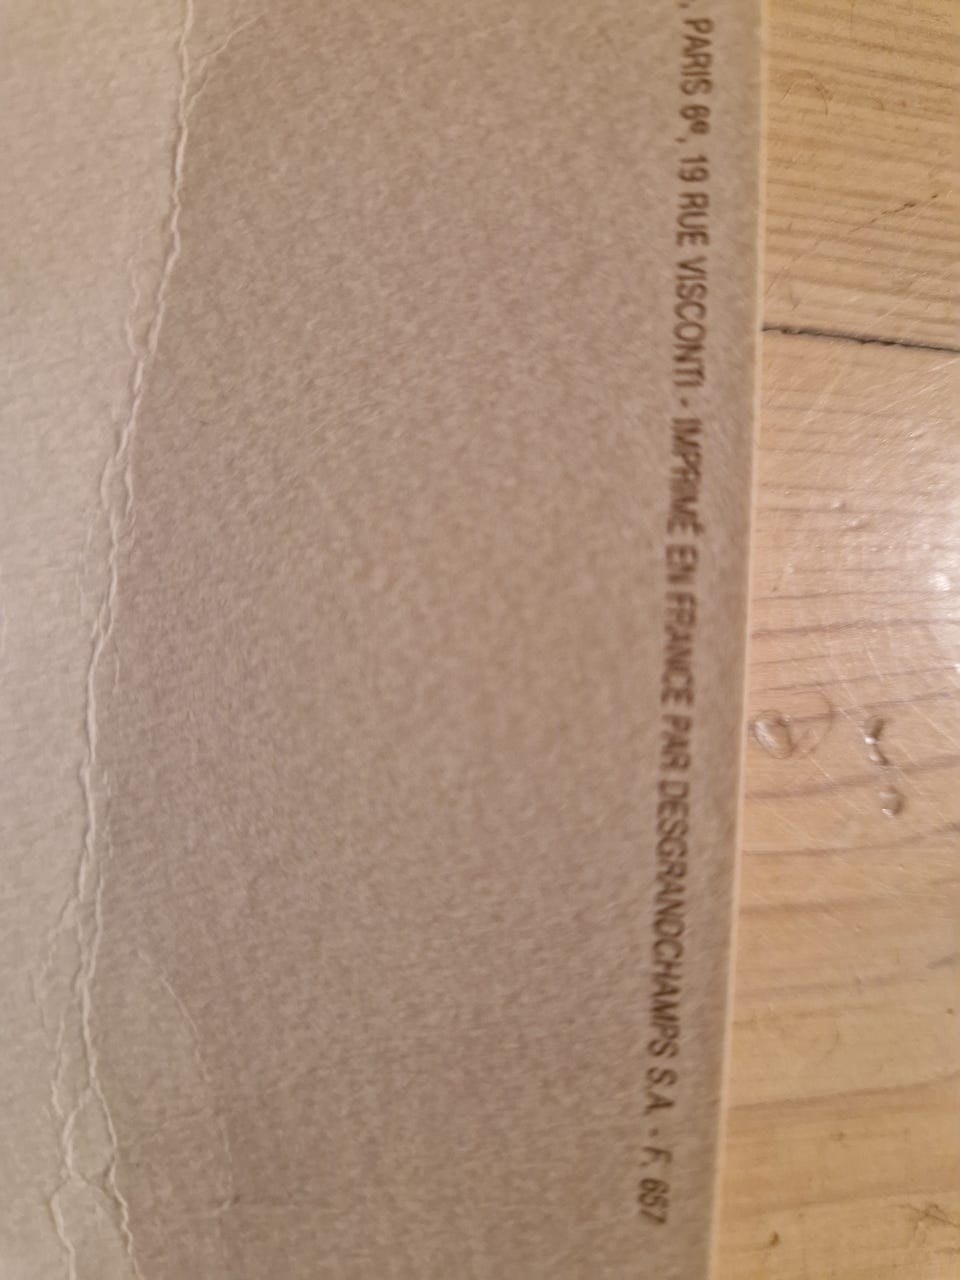 , PARIS 6e, 19 RUE VISCONTI - IMPRIMÉ EN FRANCE PAR DESGRANDCHAMPS S.A. - F. 657